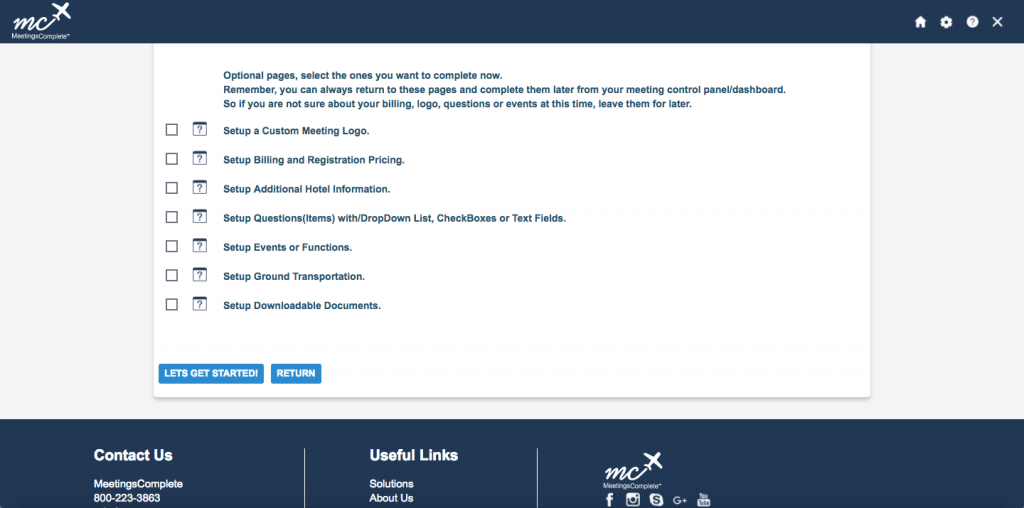 mc
MeetingsComplete™
Optional pages, select the ones you want to complete now.
Remember, you can always return to these pages and complete them later from your meeting control panel/dashboard.
So if you are not sure about your billing, logo, questions or events at this time, leave them for later.
? Setup a Custom Meeting Logo.
? Setup Billing and Registration Pricing.
? Setup Additional Hotel Information.
? Setup Questions(Items) with/DropDown List, CheckBoxes or Text Fields.
? Setup Events or Functions.
? Setup Ground Transportation.
? Setup Downloadable Documents.
LETS GET STARTED! RETURN
Contact Us
MeetingsComplete
800-223-3863
Useful Links
Solutions
About Us
mc
MeetingsComplete™
f G+ You Tube